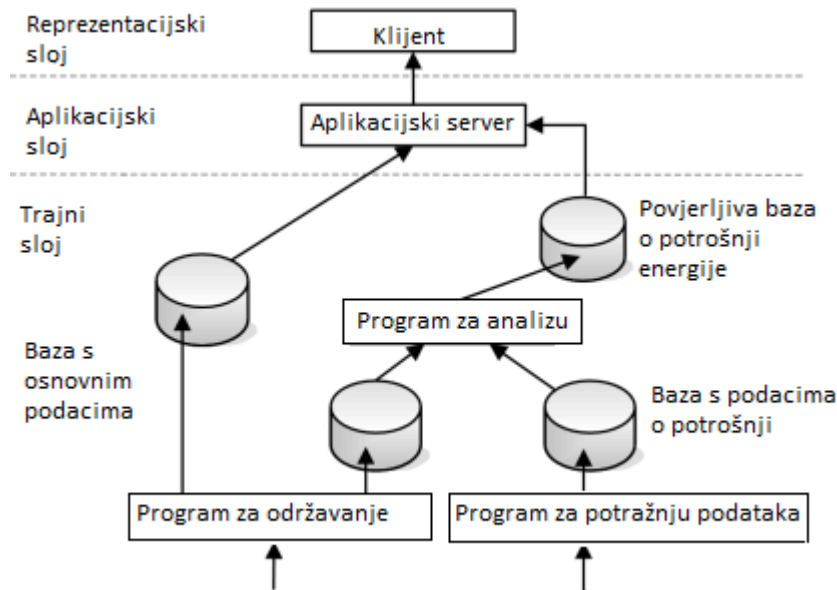 Reprezentacijski
sloj
Klijent
Aplikacijski
sloj
Aplikacijski server
Trajni
sloj
Povjerljiva baza
o potrošnji
energije
Program za analizu
Baza s
osnovnim
podacima
Baza s podacima
o potrošnji
Program za održavanje
Program za potražnju podataka